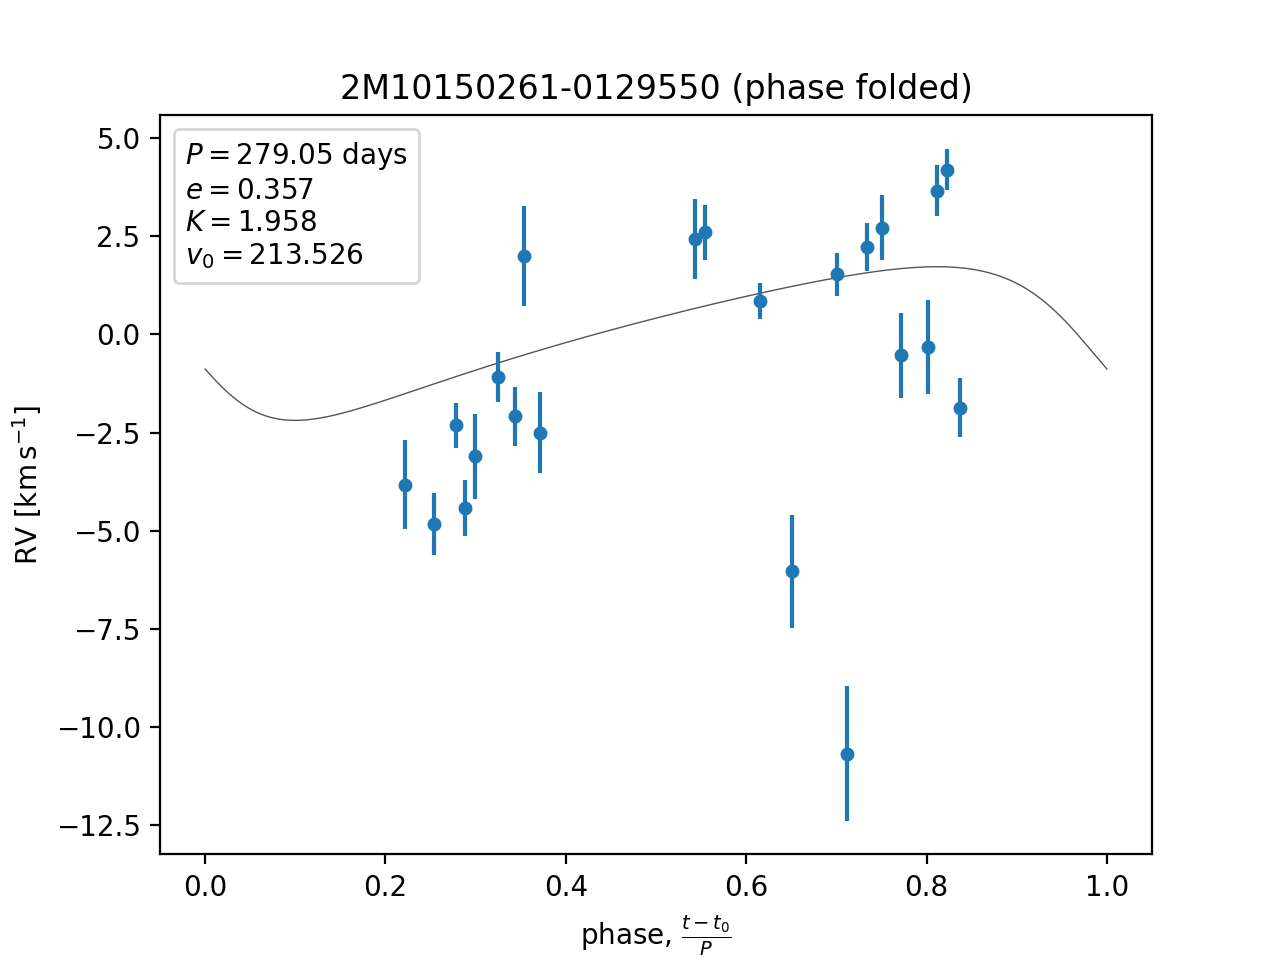 2M10150261-0129550 (phase folded)
P = 279.05 days
e = 0.357
K = 1.958
v₀ = 213.526
5.0
2.5
0.0
−2.5
−5.0
−7.5
−10.0
−12.5
RV [km s⁻¹]
0.0 0.2 0.4 0.6 0.8 1.0
phase, (t − t₀)/P